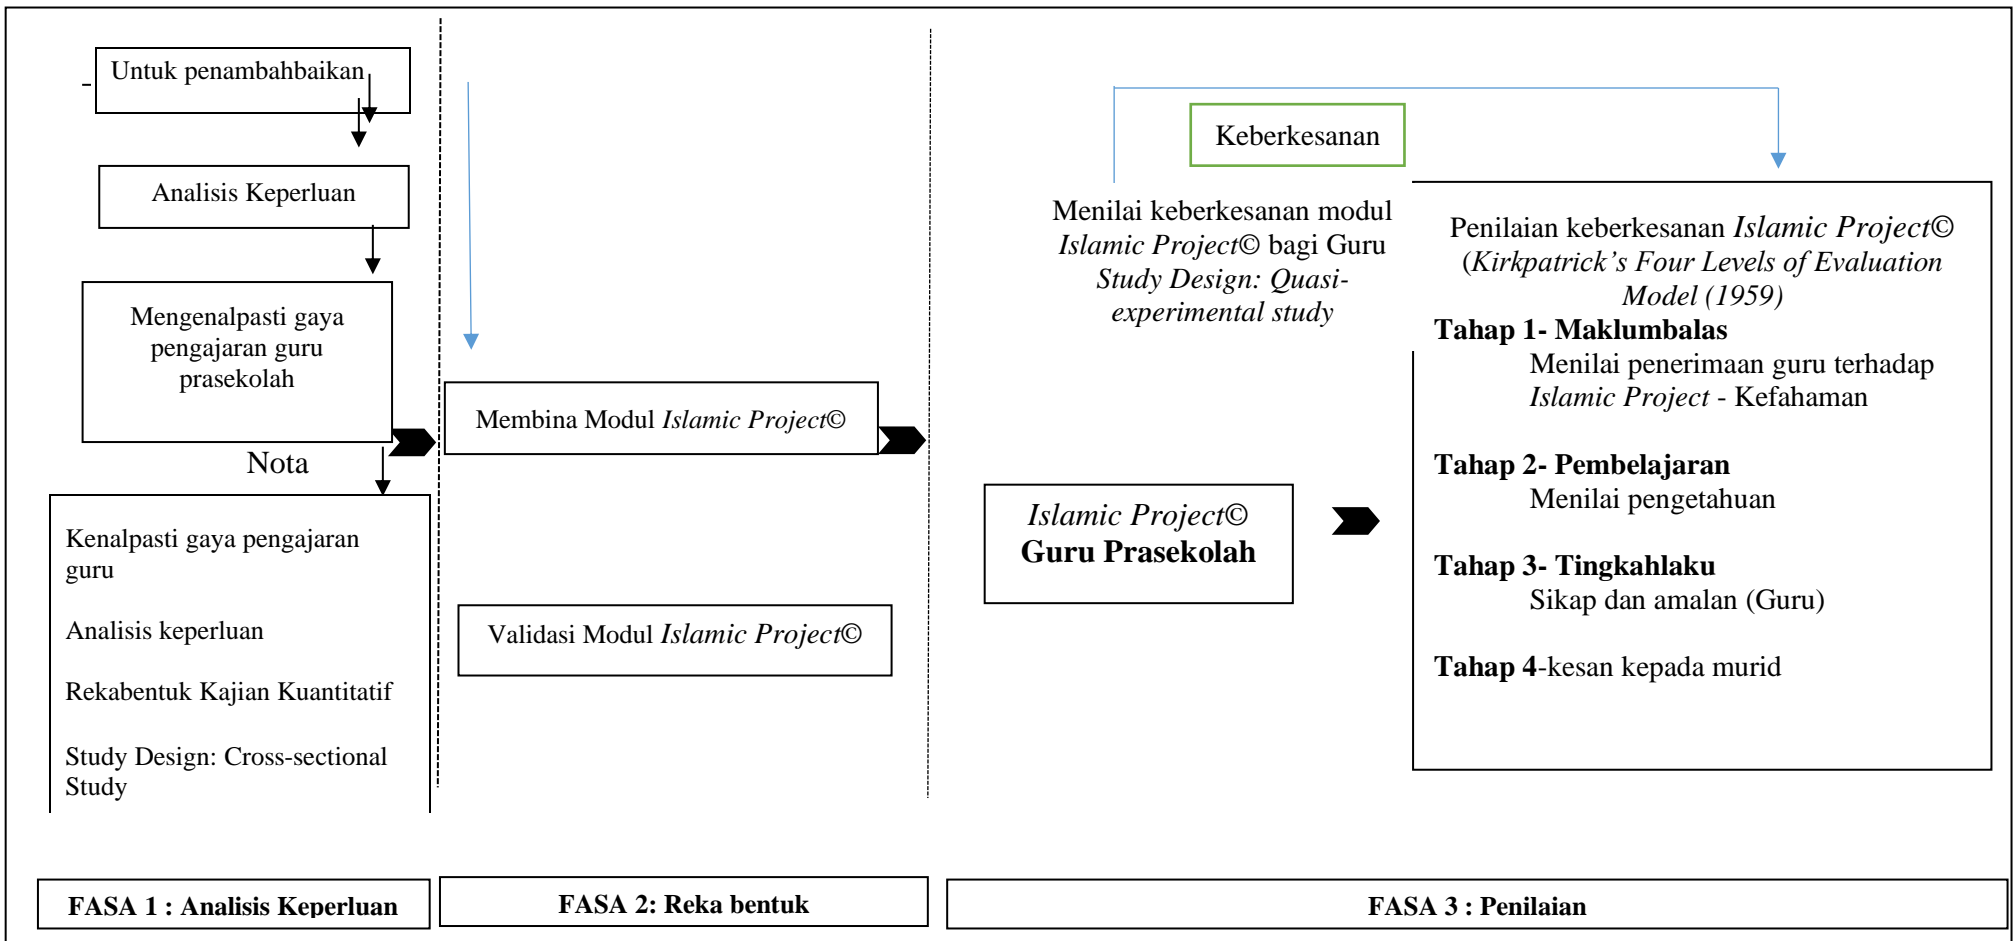 Untuk penambahbaikan
Analisis Keperluan
Mengenalpasti gaya
pengajaran guru
prasekolah
Nota
Kenalpasti gaya pengajaran
guru
Analisis keperluan
Rekabentuk Kajian Kuantitatif
Study Design: Cross-sectional
Study
FASA 1 : Analisis Keperluan
Membina Modul Islamic Project©
Validasi Modul Islamic Project©
FASA 2: Reka bentuk
Keberkesanan
Menilai keberkesanan modul
Islamic Project© bagi Guru
Study Design: Quasi-
experimental study
Islamic Project©
Guru Prasekolah
Penilaian keberkesanan Islamic Project©
(Kirkpatrick’s Four Levels of Evaluation
Model (1959)
Tahap 1- Maklumbalas
Menilai penerimaan guru terhadap
Islamic Project - Kefahaman
Tahap 2- Pembelajaran
Menilai pengetahuan
Tahap 3- Tingkahlaku
Sikap dan amalan (Guru)
Tahap 4-kesan kepada murid
FASA 3 : Penilaian